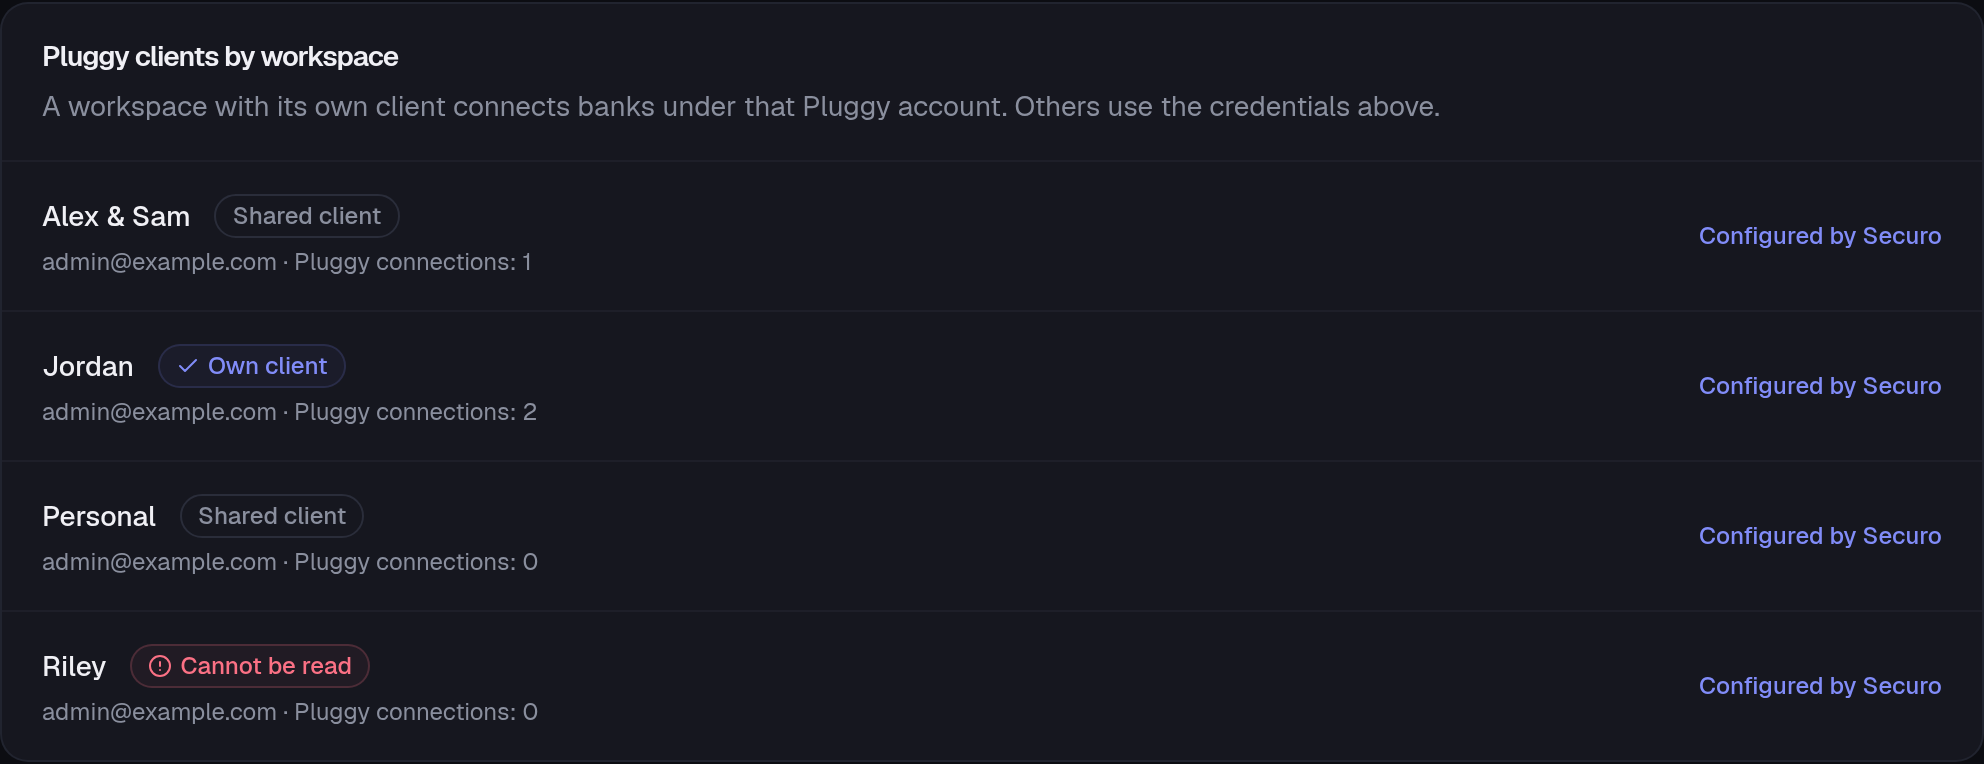 Pluggy clients by workspace
A workspace with its own client connects banks under that Pluggy account. Others use the credentials above.
Alex & Sam Shared client
admin@example.com · Pluggy connections: 1
Configured by Securo
Jordan Own client
admin@example.com · Pluggy connections: 2
Configured by Securo
Personal Shared client
admin@example.com · Pluggy connections: 0
Configured by Securo
Riley Cannot be read
admin@example.com · Pluggy connections: 0
Configured by Securo